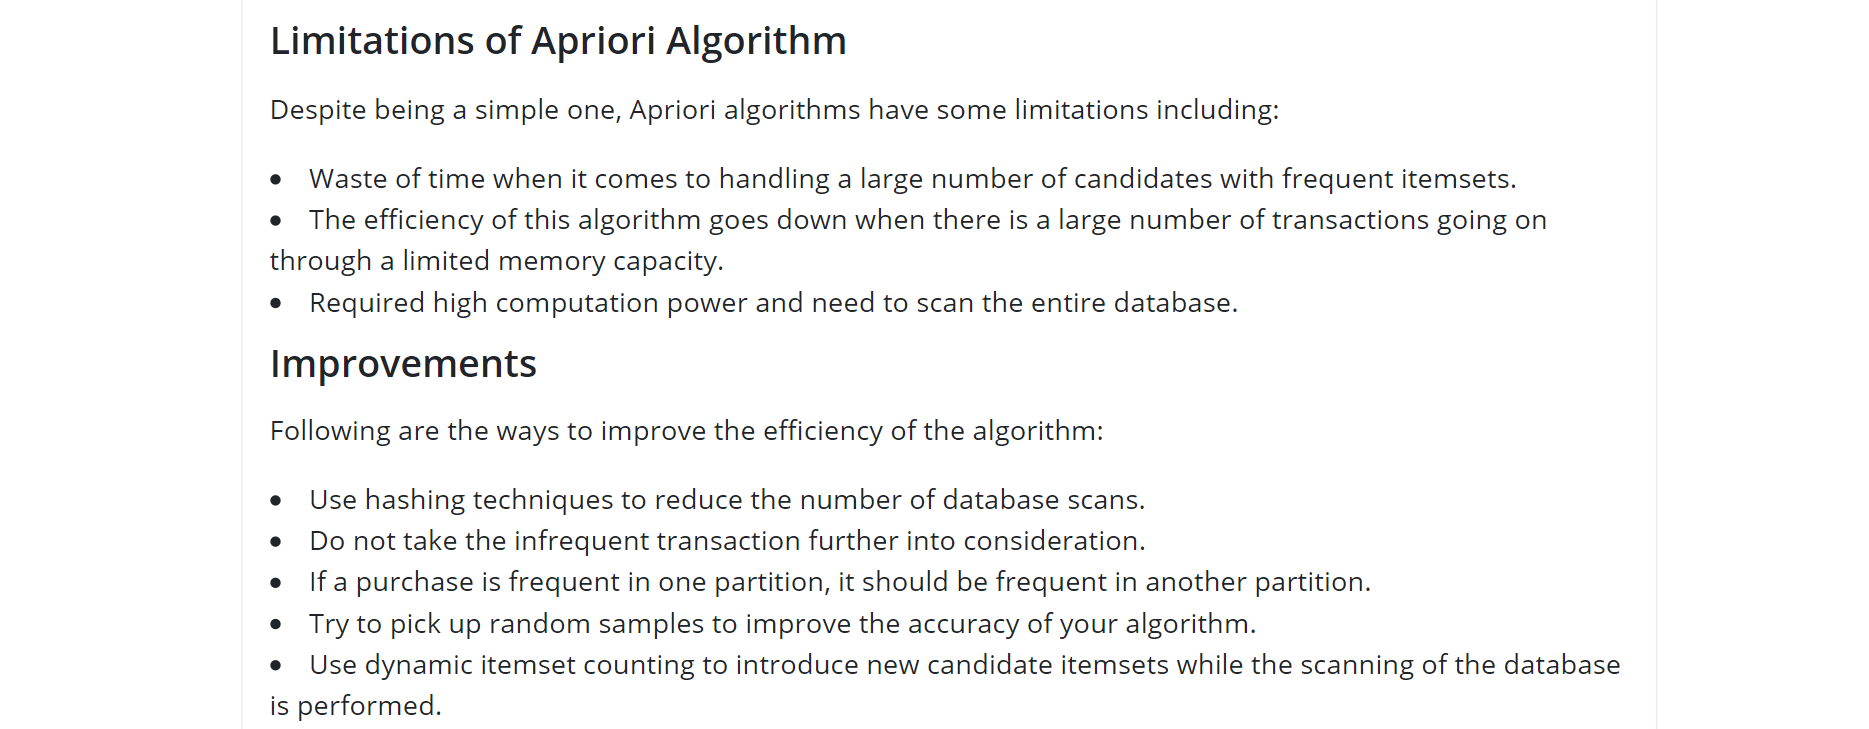 Limitations of Apriori Algorithm
Despite being a simple one, Apriori algorithms have some limitations including:
• Waste of time when it comes to handling a large number of candidates with frequent itemsets.
• The efficiency of this algorithm goes down when there is a large number of transactions going on
through a limited memory capacity.
• Required high computation power and need to scan the entire database.
Improvements
Following are the ways to improve the efficiency of the algorithm:
• Use hashing techniques to reduce the number of database scans.
• Do not take the infrequent transaction further into consideration.
• If a purchase is frequent in one partition, it should be frequent in another partition.
• Try to pick up random samples to improve the accuracy of your algorithm.
• Use dynamic itemset counting to introduce new candidate itemsets while the scanning of the database
is performed.